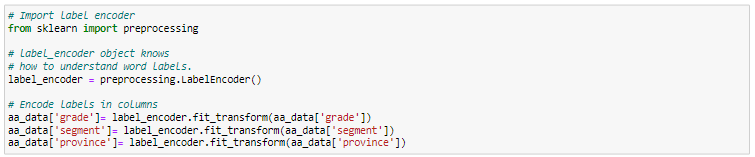 # Import label encoder
from sklearn import preprocessing
# label_encoder object knows
# how to understand word labels.
label_encoder = preprocessing.LabelEncoder()
# Encode labels in columns
aa_data['grade']= label_encoder.fit_transform(aa_data['grade'])
aa_data['segment']= label_encoder.fit_transform(aa_data['segment'])
aa_data['province']= label_encoder.fit_transform(aa_data['province'])